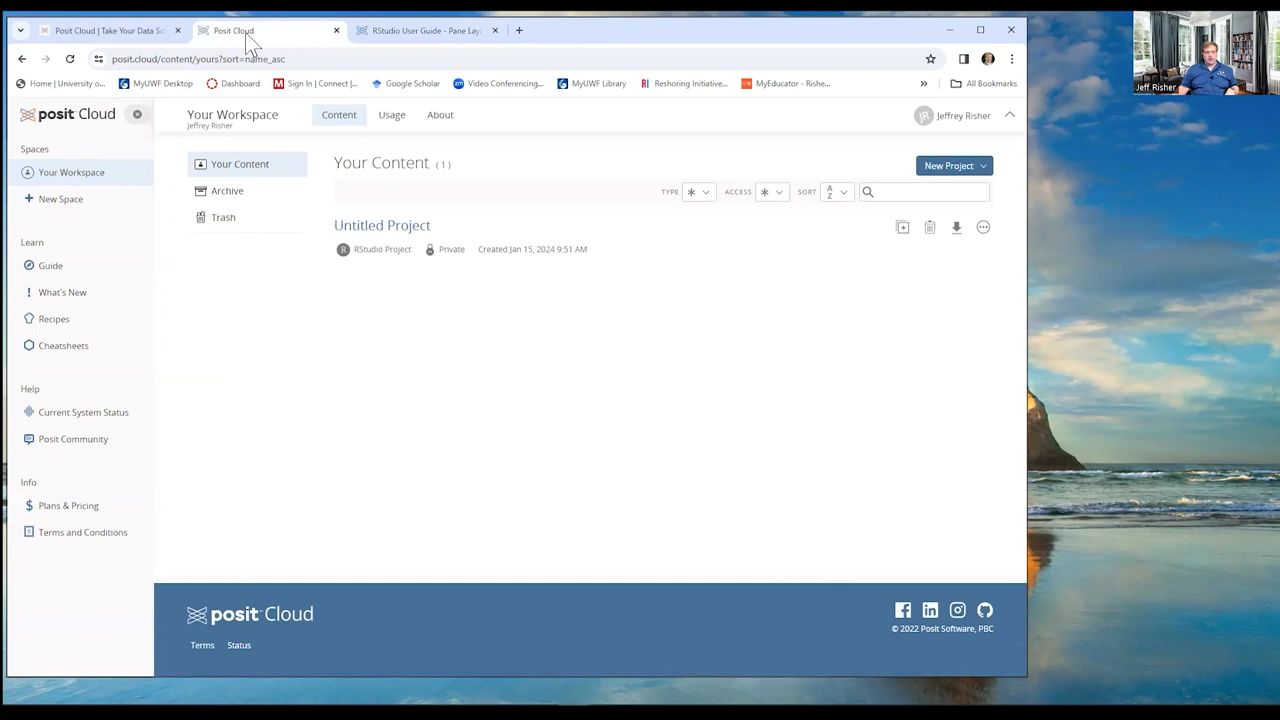 Posit Cloud | Take Your Data Sc
Posit Cloud
RStudio User Guide - Pane Layo
posit.cloud/content/yours?sort=name_asc
Home | University o...
MyUWF Desktop
Dashboard
Sign In | Connect |...
Google Scholar
Video Conferencing...
MyUWF Library
Reshoring Initiative...
MyEducator - Rishe...
»
All Bookmarks
Jeff Risher
posit Cloud
Spaces
Your Workspace
New Space
Learn
Guide
What's New
Recipes
Cheatsheets
Help
Current System Status
Posit Community
Info
Plans & Pricing
Terms and Conditions
Your Workspace
Jeffrey Risher
Content
Usage
About
JR
Jeffrey Risher
Your Content
Archive
Trash
Your Content (1)
New Project
TYPE *
ACCESS *
SORT A Z
Untitled Project
R RStudio Project Private Created Jan 15, 2024 9:51 AM
posit Cloud
Terms
Status
© 2022 Posit Software, PBC